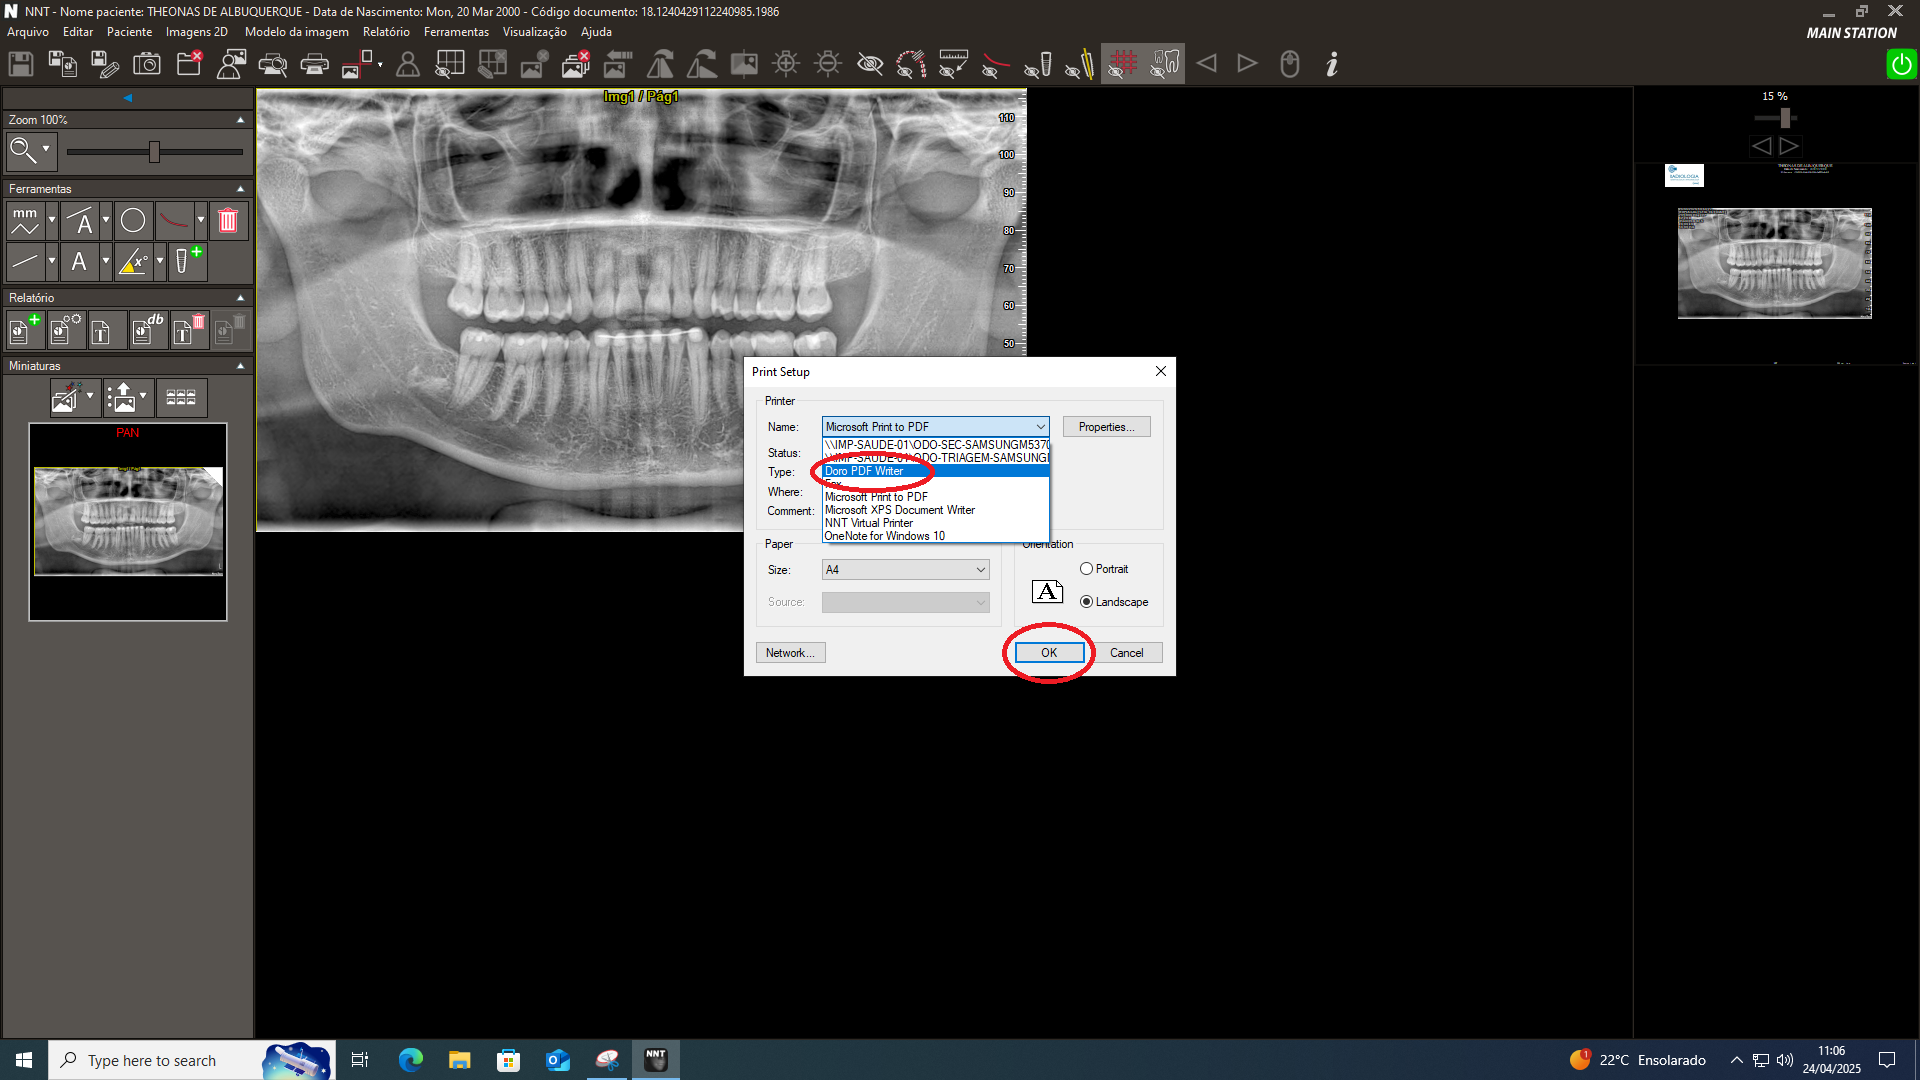 NNT - Nome paciente: THEONAS DE ALBUQUERQUE - Data de Nascimento: Mon, 20 Mar 2000 - Código documento: 18.1240429112240985.1986
Arquivo Editar Paciente Imagens 2D Modelo da imagem Relatório Ferramentas Visualização Ajuda
MAIN STATION
Zoom 100%
Ferramentas
mm
A
A
x°
Relatório
T
db
T
Miniaturas
PAN
Img1 / Pág1
110
100
90
80
70
60
50
15 %
RADIOLOGIA
Print Setup
Printer
Name: Microsoft Print to PDF Properties...
\\IMP-SAUDE-01\ODO-SEC-SAMSUNGM5370
Status: \\IMP-SAUDE-01\ODO-TRIAGEM-SAMSUNG
Type: Doro PDF Writer
Fax
Where: Microsoft Print to PDF
Comment: Microsoft XPS Document Writer
NNT Virtual Printer
OneNote for Windows 10
Paper
Orientation
Size: A4
Portrait
Source:
A
Landscape
Network... OK Cancel
Type here to search
NNT
1
22°C Ensolarado
11:06
24/04/2025